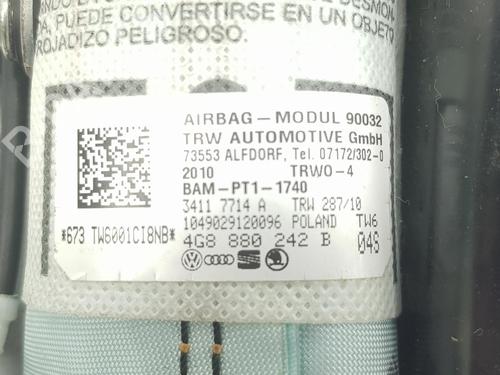 CA. PUEDE CONVERTIRSE EN UN OBJETO
ROJADIZO PELIGROSO.
AIRBAG - MODUL 90032
TRW AUTOMOTIVE GmbH
73553 ALFDORF, Tel. 07172/302-0
2010 TRWO-4
BAM-PT1-1740
3411 7714 A TRW 287/10
1049029120096 POLAND TW6
*673 TW6001CI8NB*
4G8 880 242 B 04S